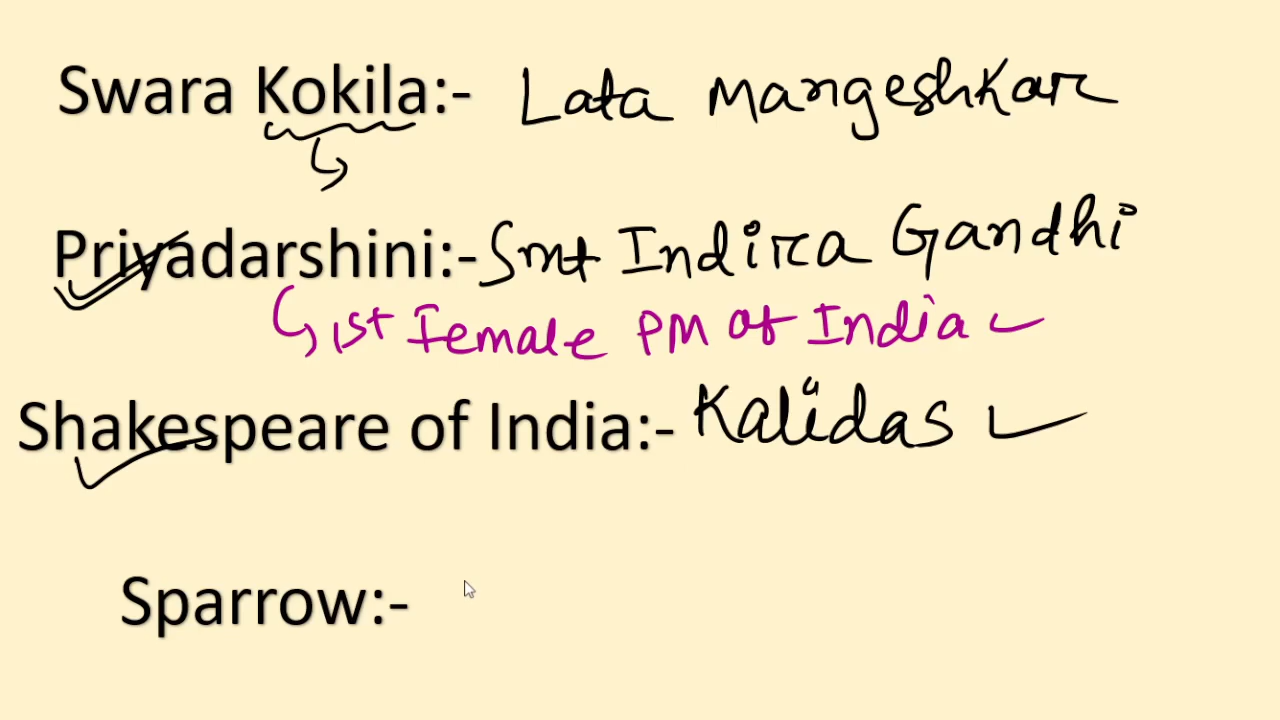 Swara Kokila:- Lata Mangeshkar
Priyadarshini:- Smt Indira Gandhi
1st Female PM of India
Shakespeare of India:- Kalidas
Sparrow:-